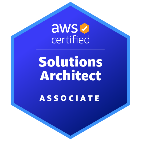 aws
certified
Solutions
Architect
ASSOCIATE